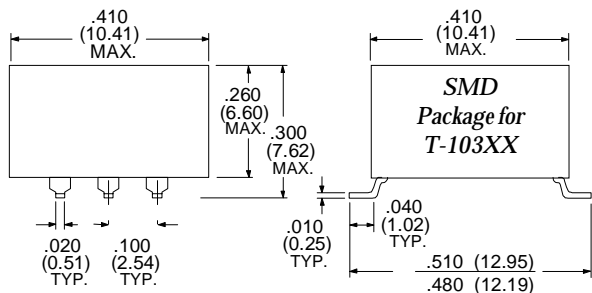 .410
(10.41)
MAX.
.260
(6.60)
MAX.
.300
(7.62)
MAX.
.020
(0.51)
TYP.
.100
(2.54)
TYP.
.410
(10.41)
MAX.
SMD
Package for
T-103XX
.010
(0.25)
TYP.
.040
(1.02)
TYP.
.510 (12.95)
.480 (12.19)